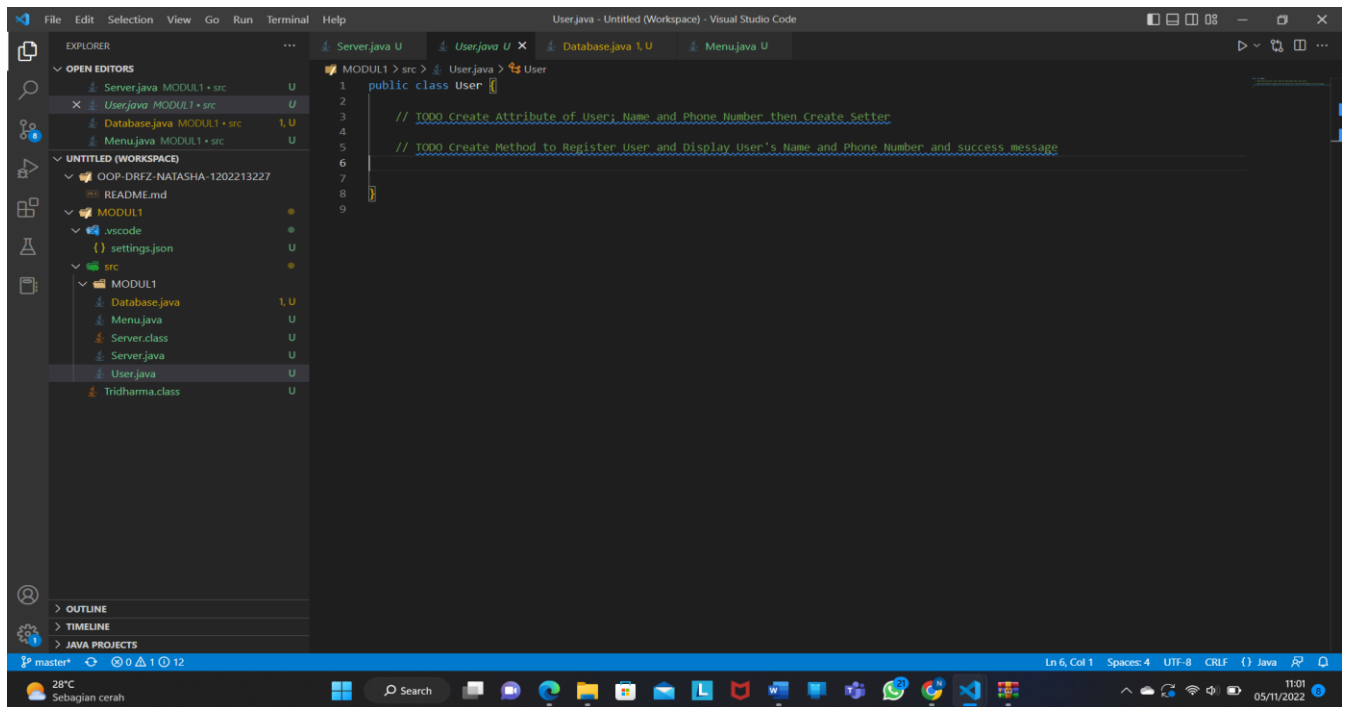 File Edit Selection View Go Run Terminal Help User.java - Untitled (Workspace) - Visual Studio Code
EXPLORER
Server.java U User.java U Database.java 1, U Menu.java U
OPEN EDITORS
Server.java MODUL1 • src U
User.java MODUL1 • src U
Database.java MODUL1 • src 1, U
Menu.java MODUL1 • src U
UNTITLED (WORKSPACE)
OOP-DRFZ-NATASHA-1202213227
README.md
MODUL1
.vscode
{} settings.json U
src
MODUL1
Database.java 1, U
Menu.java U
Server.class U
Server.java U
User.java U
Tridharma.class U
OUTLINE
TIMELINE
JAVA PROJECTS
8
1
MODUL1 > src > User.java > User
1 public class User {
2
3 // TODO Create Attribute of User; Name and Phone Number then Create Setter
4
5 // TODO Create Method to Register User and Display User's Name and Phone Number and success message
6
7
8 }
9
master* 0 1 12 Ln 6, Col 1 Spaces: 4 UTF-8 CRLF {} Java
28°C
Sebagian cerah
Search
21
11:01
05/11/2022
8